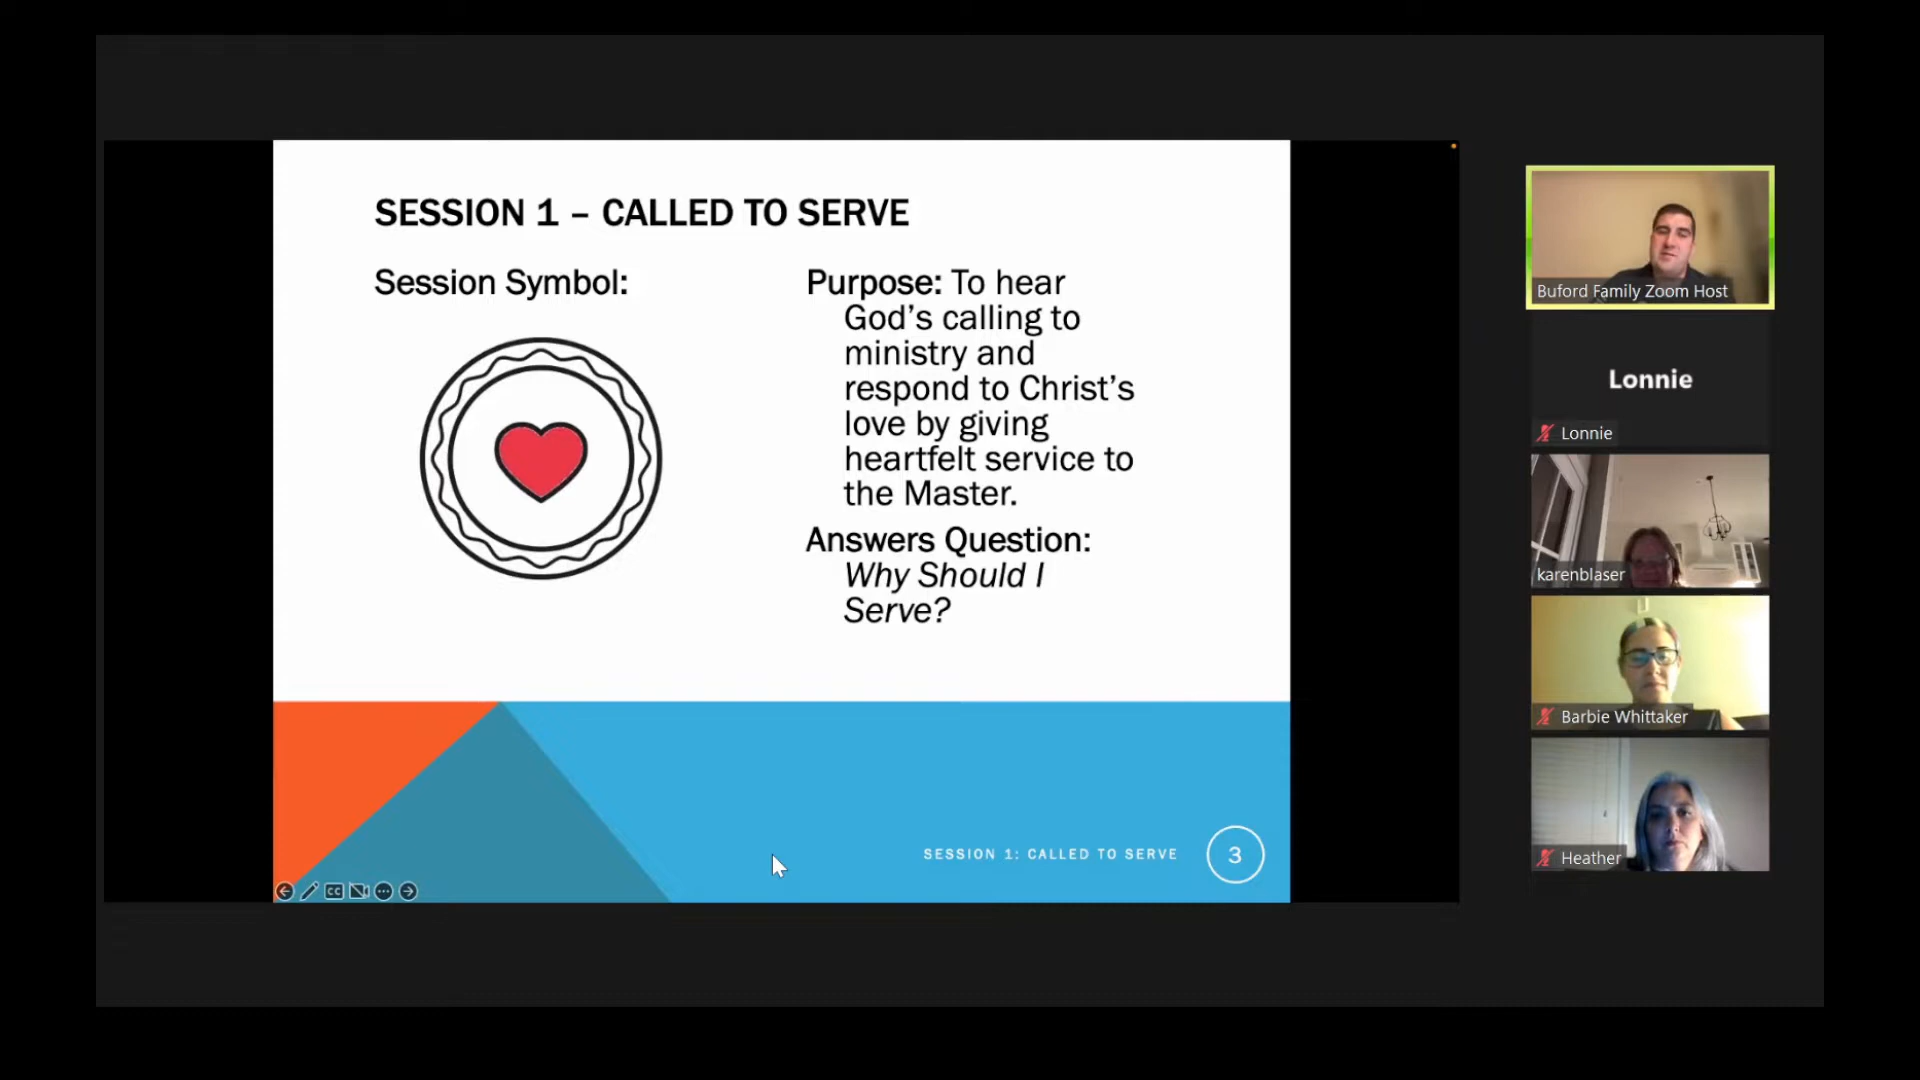 SESSION 1 – CALLED TO SERVE
Session Symbol:
Purpose: To hear
God’s calling to
ministry and
respond to Christ’s
love by giving
heartfelt service to
the Master.
Answers Question:
Why Should I
Serve?
SESSION 1: CALLED TO SERVE
3
CC
Buford Family Zoom Host
Lonnie
Lonnie
karenblaser
Barbie Whittaker
Heather